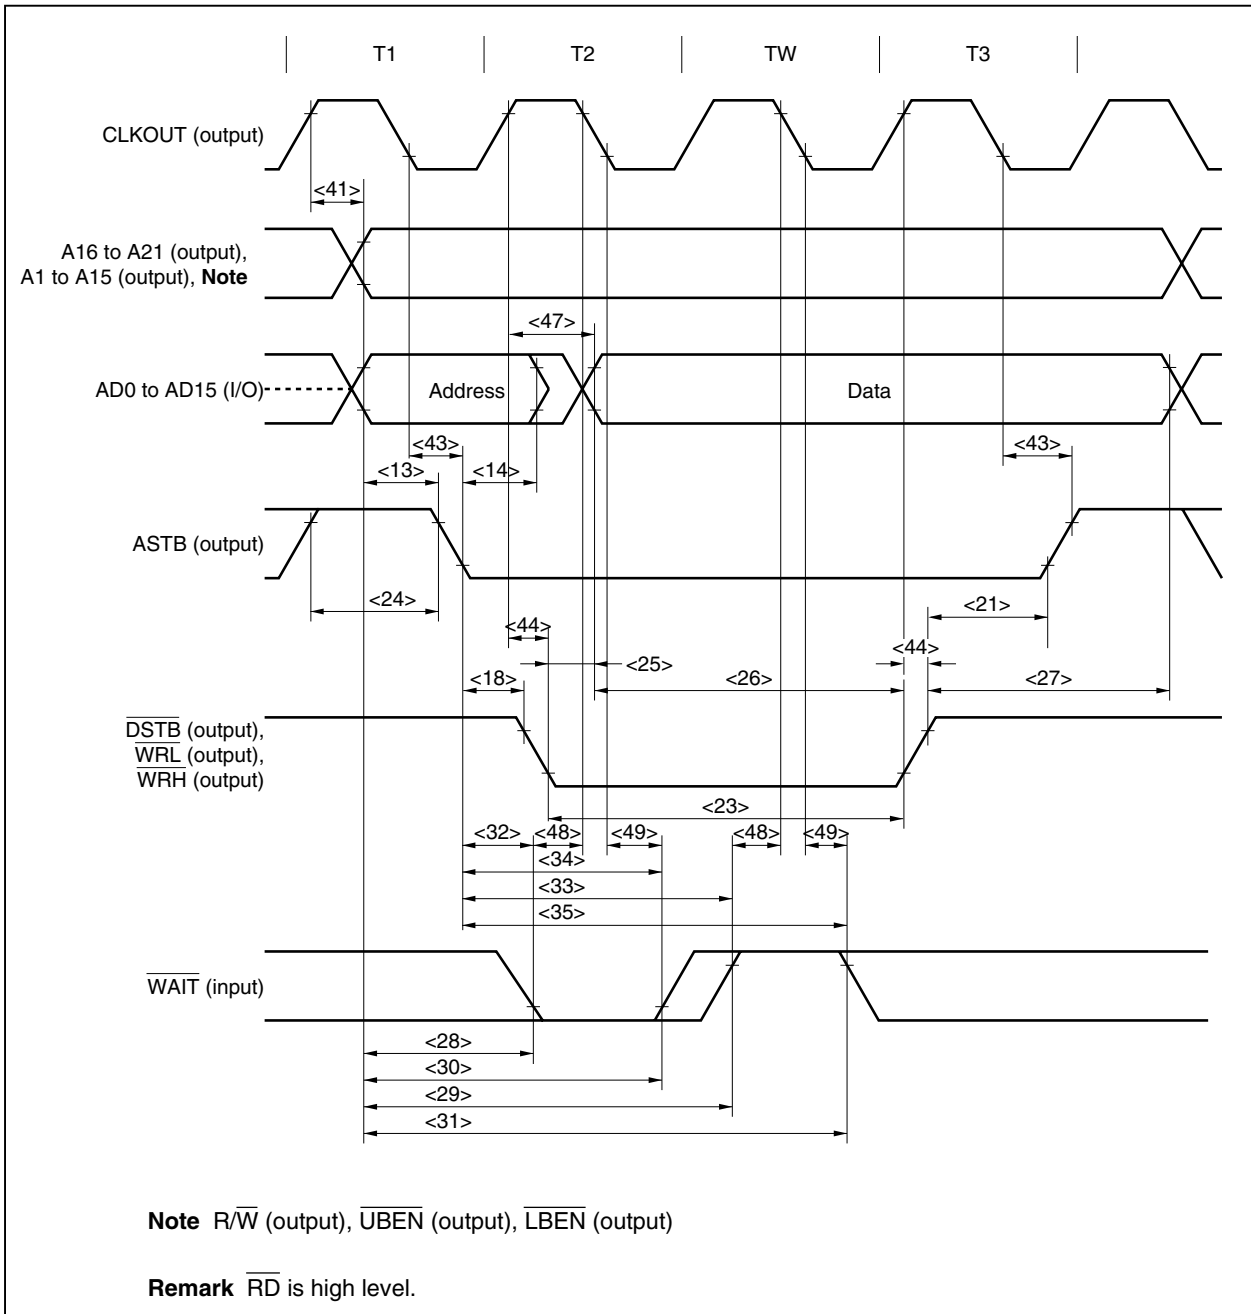 T1 T2 TW T3
CLKOUT (output)
<41>
A16 to A21 (output),
A1 to A15 (output), Note
<47>
AD0 to AD15 (I/O) Address Data
<43> <43>
<13> <14>
ASTB (output)
<24> <21>
<44> <44>
<25>
<18> <26> <27>
DSTB (output),
WRL (output),
WRH (output)
<23>
<32> <48> <49> <48> <49>
<34>
<33>
<35>
WAIT (input)
<28>
<30>
<29>
<31>
Note R/W (output), UBEN (output), LBEN (output)
Remark RD is high level.